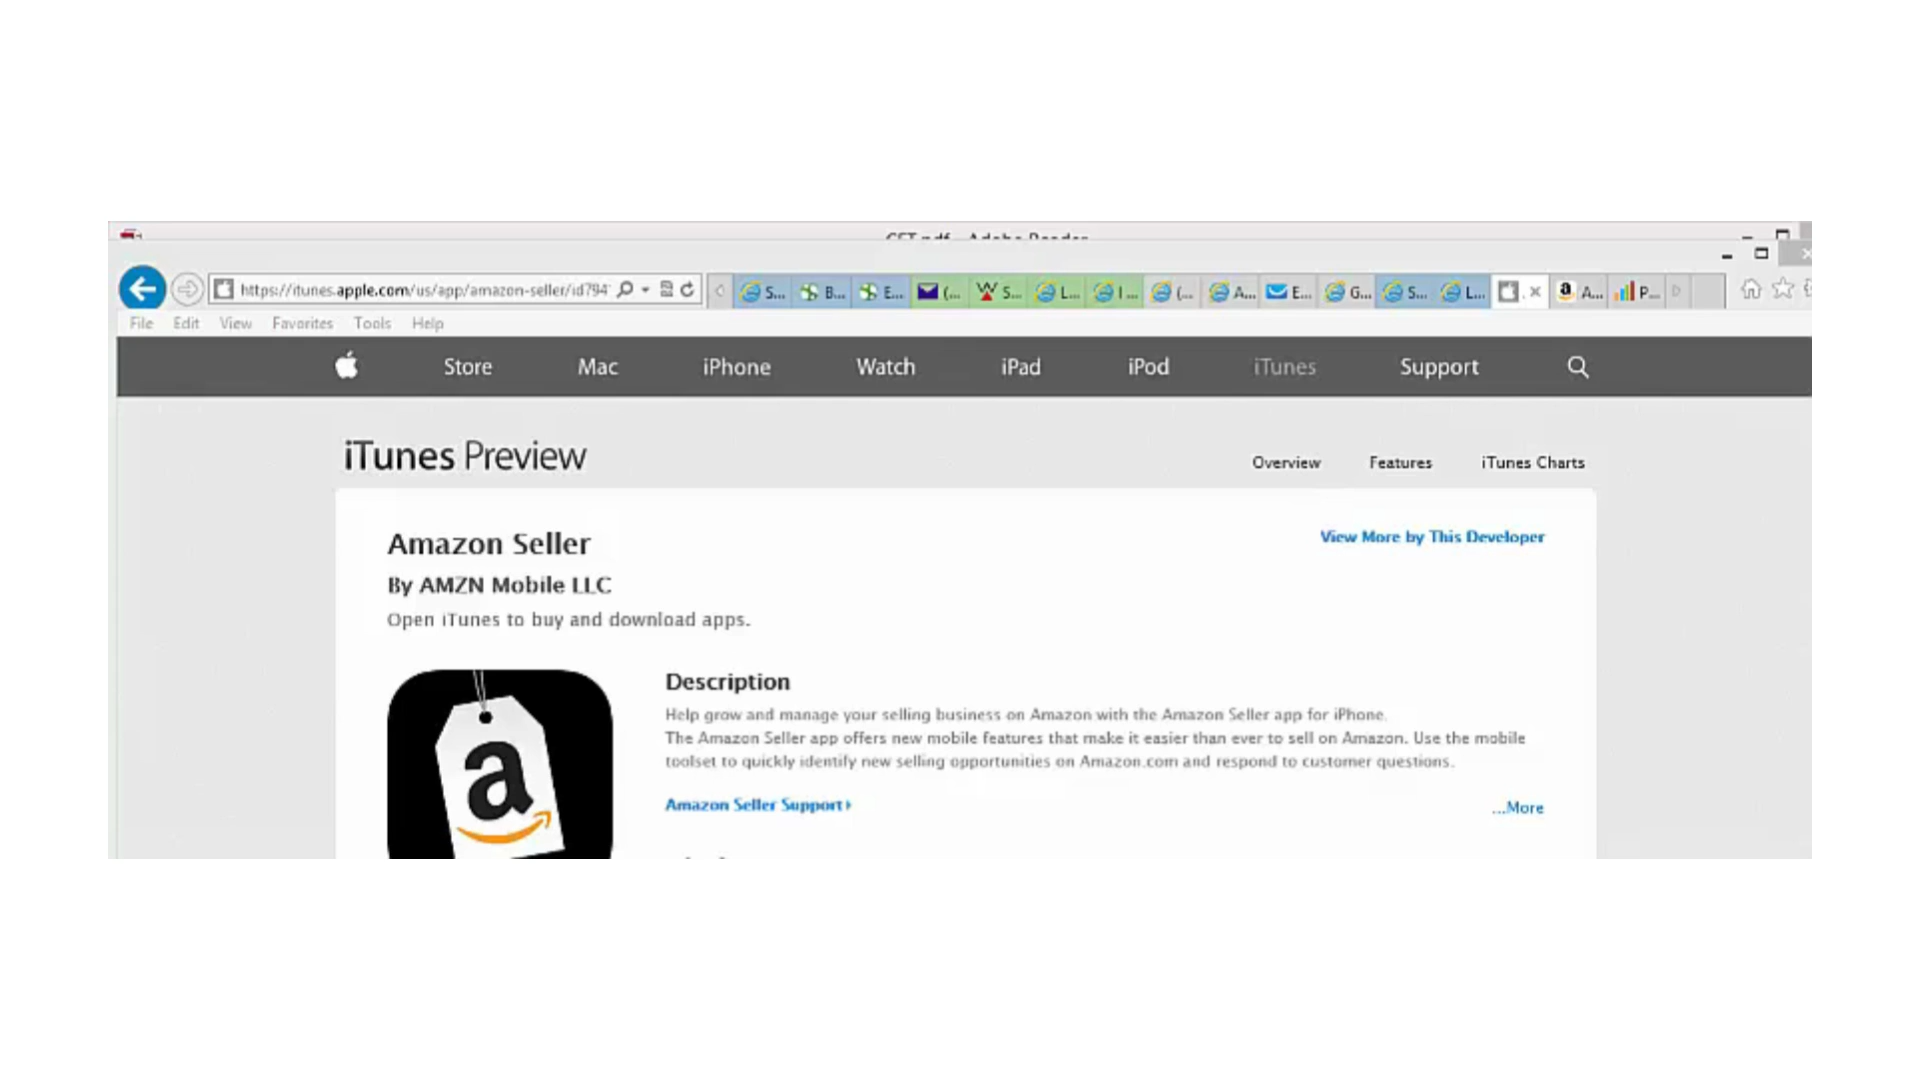 https://itunes.apple.com/us/app/amazon-seller/id794
S...
B...
E...
(...
S...
L...
I...
(...
A...
E...
G...
S...
L...
A...
P...
File Edit View Favorites Tools Help
Store Mac iPhone Watch iPad iPod iTunes Support
iTunes Preview
Overview Features iTunes Charts
Amazon Seller
View More by This Developer
By AMZN Mobile LLC
Open iTunes to buy and download apps.
Description
Help grow and manage your selling business on Amazon with the Amazon Seller app for iPhone.
The Amazon Seller app offers new mobile features that make it easier than ever to sell on Amazon. Use the mobile
toolset to quickly identify new selling opportunities on Amazon.com and respond to customer questions.
Amazon Seller Support
...More